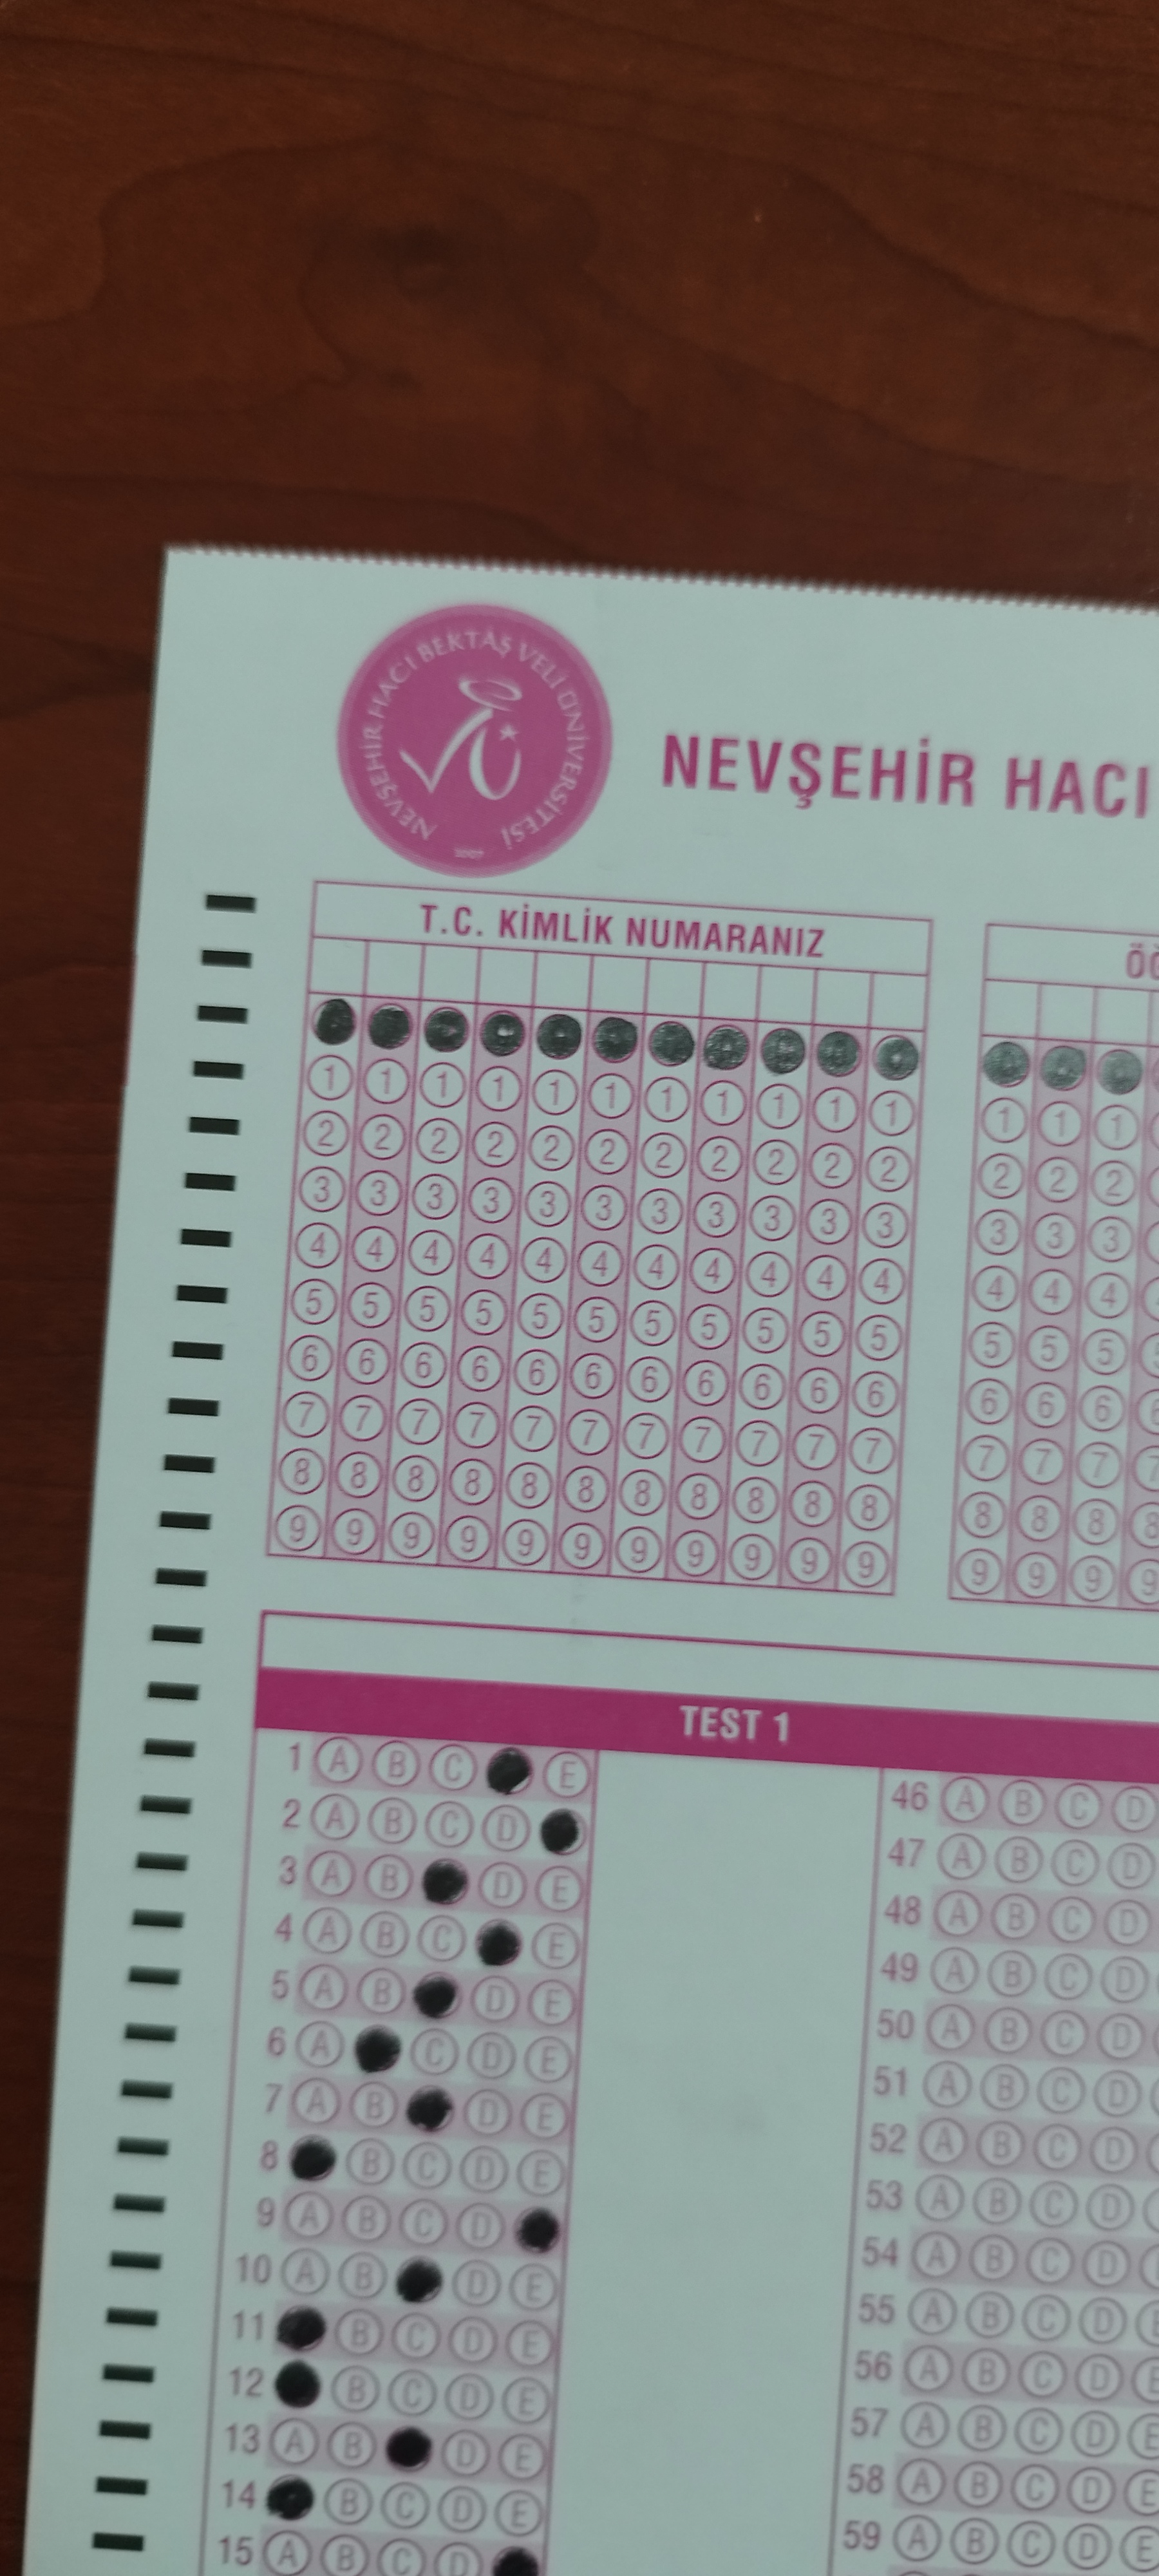 NEVŞEHİR HACI BEKTAŞ VELİ ÜNİVERSİTESİ
2007
NEVŞEHİR HACI
T.C. KİMLİK NUMARANIZ
1 1 1 1 1 1 1 1 1 1 1
2 2 2 2 2 2 2 2 2 2 2
3 3 3 3 3 3 3 3 3 3 3
4 4 4 4 4 4 4 4 4 4 4
5 5 5 5 5 5 5 5 5 5 5
6 6 6 6 6 6 6 6 6 6 6
7 7 7 7 7 7 7 7 7 7 7
8 8 8 8 8 8 8 8 8 8 8
9 9 9 9 9 9 9 9 9 9 9
ÖĞ
1 1 1
2 2 2
3 3 3
4 4 4
5 5 5
6 6 6
7 7 7
8 8 8
9 9 9
TEST 1
1 A B C E
2 A B C D
3 A B D E
4 A B C E
5 A B D E
6 A C D E
7 A B D E
8 B C D E
9 A B C D
10 A B D E
11 B C D E
12 B C D E
13 A B D E
14 B C D E
15 A B C D
46 A B C D
47 A B C D
48 A B C D
49 A B C D
50 A B C D
51 A B C D
52 A B C D
53 A B C D
54 A B C D
55 A B C D E
56 A B C D E
57 A B C D E
58 A B C D E
59 A B C D E